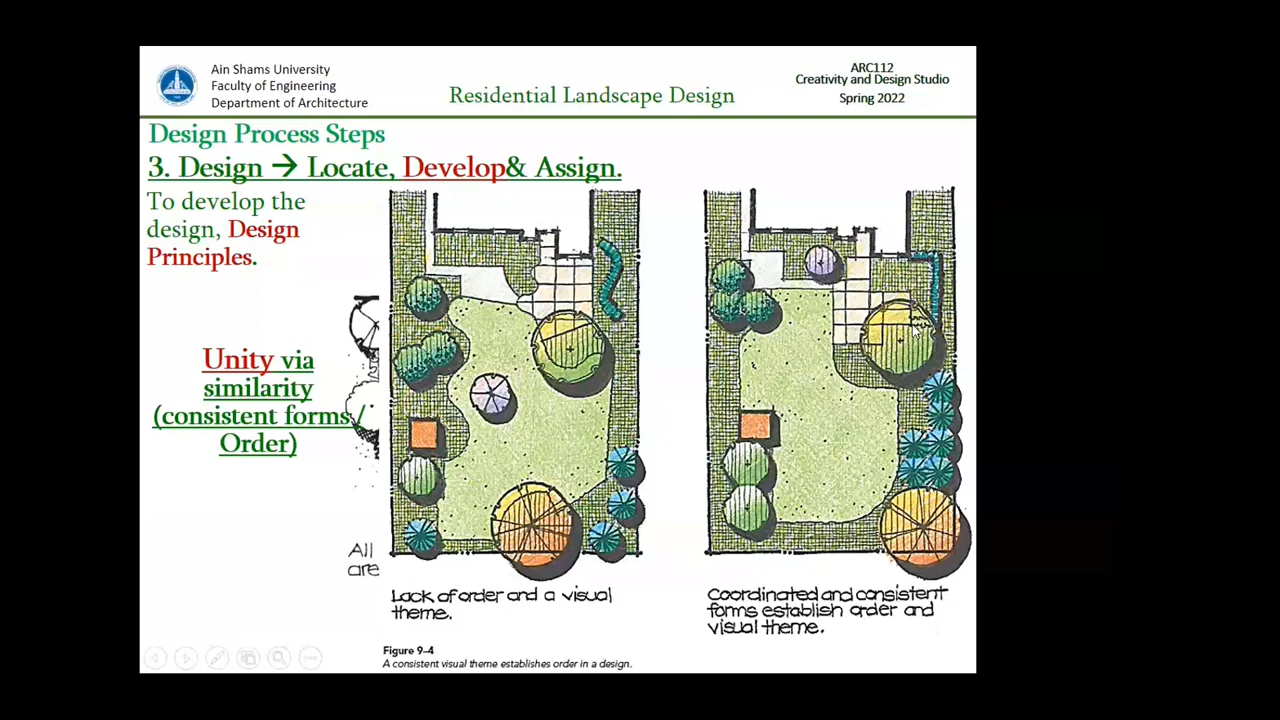 Ain Shams University
Faculty of Engineering
Department of Architecture
Residential Landscape Design
ARC112
Creativity and Design Studio
Spring 2022
Design Process Steps
3. Design → Locate, Develop& Assign.
To develop the
design, Design
Principles.
Unity via
similarity
(consistent forms /
Order)
All
are
Lack of order and a visual
theme.
Coordinated and consistent
forms establish order and
visual theme.
Figure 9–4
A consistent visual theme establishes order in a design.